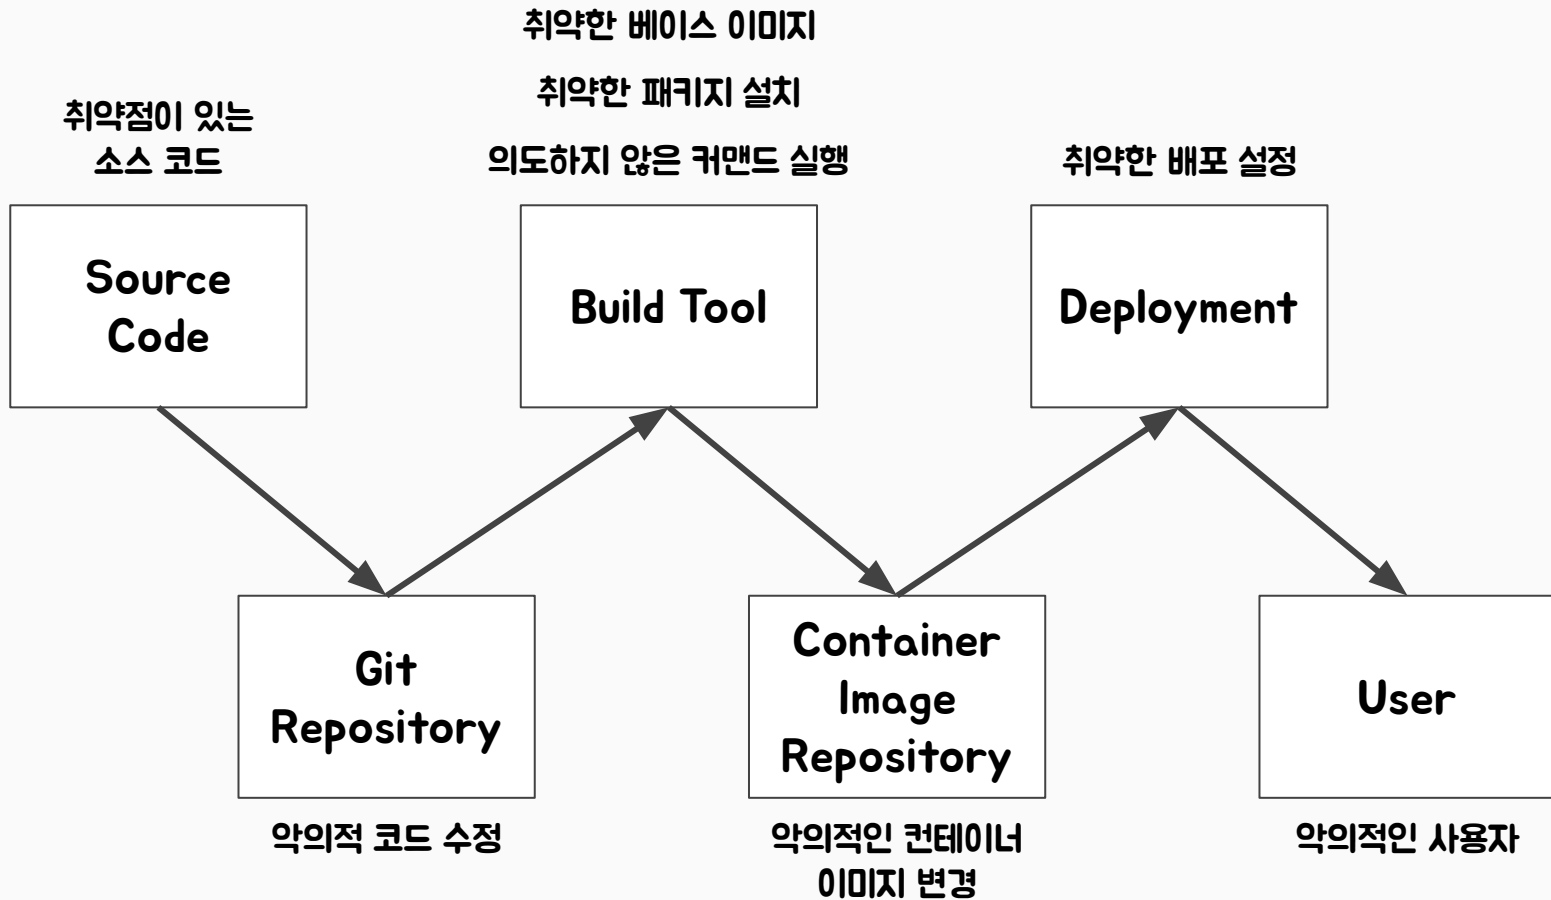 취약한 베이스 이미지
취약한 패키지 설치
의도하지 않은 커맨드 실행
취약점이 있는
소스 코드
취약한 배포 설정
Source
Code
Build Tool
Deployment
Git
Repository
Container
Image
Repository
User
악의적 코드 수정
악의적인 컨테이너
이미지 변경
악의적인 사용자